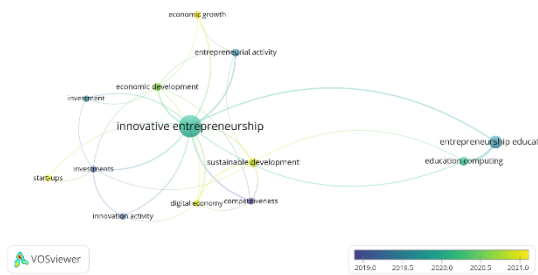 economic growth
entrepreneurial activity
economic development
investment
innovative entrepreneurship
entrepreneurship educat
education computing
sustainable development
investments
start-ups
digital economy
competitiveness
innovation activity
VOSviewer
2019.0 2019.5 2020.0 2020.5 2021.0